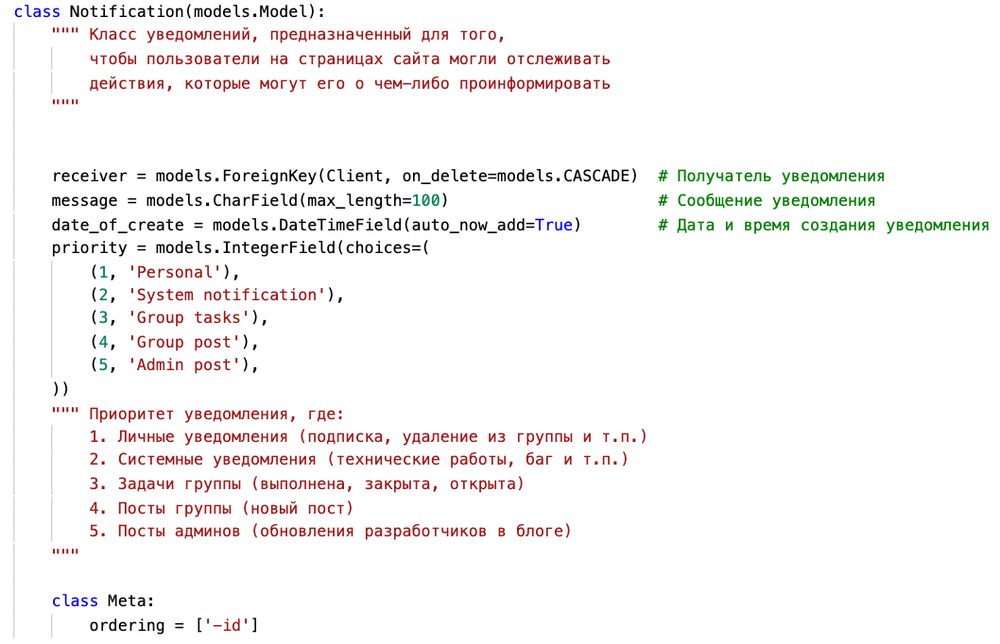 class Notification(models.Model):
    """ Класс уведомлений, предназначенный для того,
        чтобы пользователи на страницах сайта могли отслеживать
        действия, которые могут его о чем-либо проинформировать
    """
    receiver = models.ForeignKey(Client, on_delete=models.CASCADE)  # Получатель уведомления
    message = models.CharField(max_length=100)                      # Сообщение уведомления
    date_of_create = models.DateTimeField(auto_now_add=True)        # Дата и время создания уведомления
    priority = models.IntegerField(choices=(
        (1, 'Personal'),
        (2, 'System notification'),
        (3, 'Group tasks'),
        (4, 'Group post'),
        (5, 'Admin post'),
    ))
    """ Приоритет уведомления, где:
        1. Личные уведомления (подписка, удаление из группы и т.п.)
        2. Системные уведомления (технические работы, баг и т.п.)
        3. Задачи группы (выполнена, закрыта, открыта)
        4. Посты группы (новый пост)
        5. Посты админов (обновления разработчиков в блоге)
    """
    class Meta:
        ordering = ['-id']